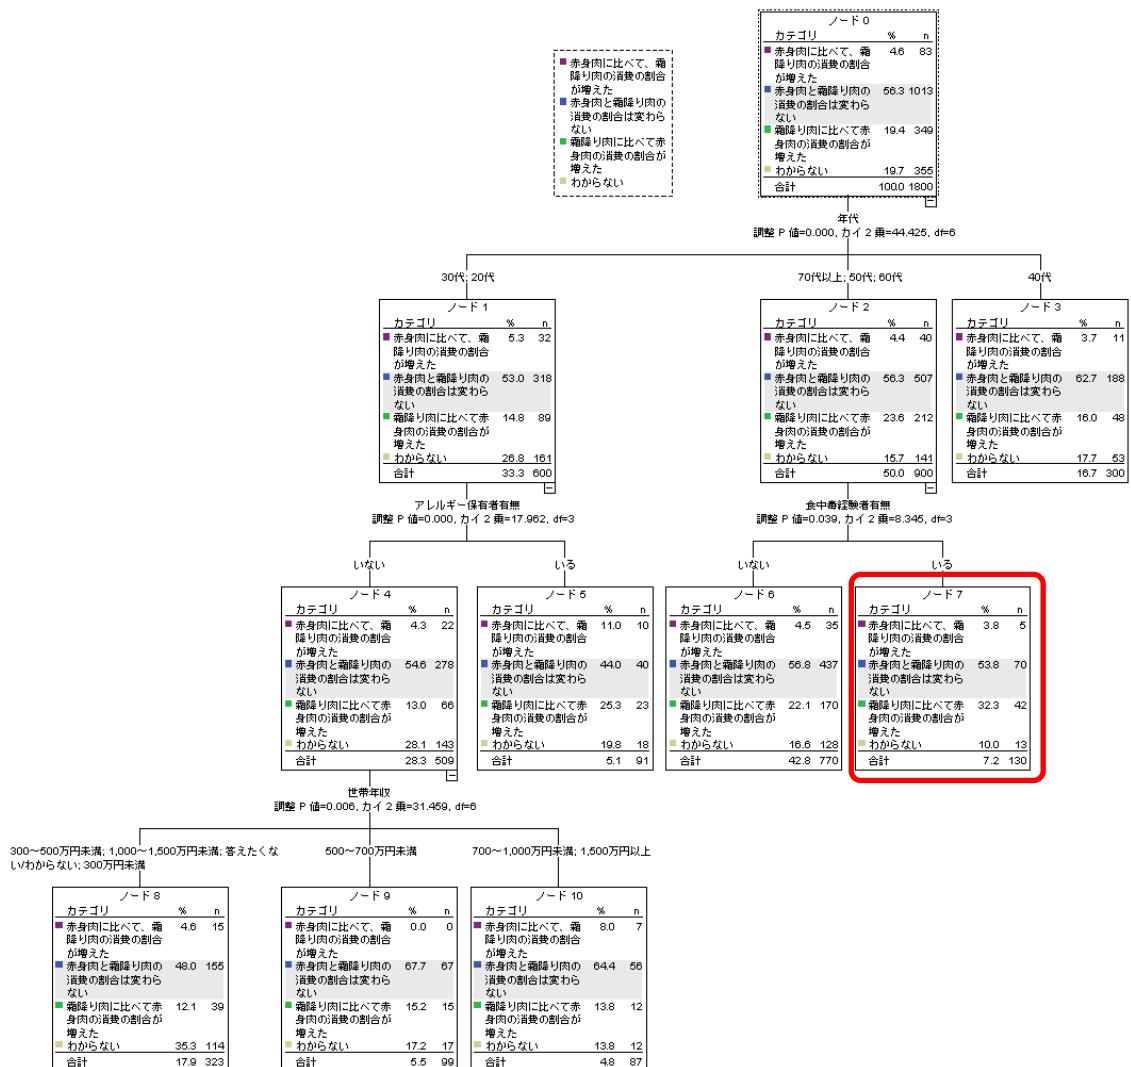 ノード 0
カテゴリ % n
赤身肉に比べて、霜 4.6 83
降り肉の消費の割合
が増えた
赤身肉と霜降り肉の 56.3 1013
消費の割合は変わら
ない
霜降り肉に比べて赤 19.4 349
身肉の消費の割合が
増えた
わからない 19.7 355
合計 100.0 1800
赤身肉に比べて、霜
降り肉の消費の割合
が増えた
赤身肉と霜降り肉の
消費の割合は変わら
ない
霜降り肉に比べて赤
身肉の消費の割合が
増えた
わからない
年代
調整 P 値=0.000, カイ 2 乗=44.425, df=6
30代; 20代
70代以上; 50代; 60代
40代
ノード 1
カテゴリ % n
赤身肉に比べて、霜 5.3 32
降り肉の消費の割合
が増えた
赤身肉と霜降り肉の 53.0 318
消費の割合は変わら
ない
霜降り肉に比べて赤 14.8 89
身肉の消費の割合が
増えた
わからない 26.8 161
合計 33.3 600
ノード 2
カテゴリ % n
赤身肉に比べて、霜 4.4 40
降り肉の消費の割合
が増えた
赤身肉と霜降り肉の 56.3 507
消費の割合は変わら
ない
霜降り肉に比べて赤 23.6 212
身肉の消費の割合が
増えた
わからない 15.7 141
合計 50.0 900
ノード 3
カテゴリ % n
赤身肉に比べて、霜 3.7 11
降り肉の消費の割合
が増えた
赤身肉と霜降り肉の 62.7 188
消費の割合は変わら
ない
霜降り肉に比べて赤 16.0 48
身肉の消費の割合が
増えた
わからない 17.7 53
合計 16.7 300
アレルギー保有者有無
調整 P 値=0.000, カイ 2 乗=17.962, df=3
食中毒経験者有無
調整 P 値=0.039, カイ 2 乗=8.345, df=3
いない
いる
いない
いる
ノード 4
カテゴリ % n
赤身肉に比べて、霜 4.3 22
降り肉の消費の割合
が増えた
赤身肉と霜降り肉の 54.6 278
消費の割合は変わら
ない
霜降り肉に比べて赤 13.0 66
身肉の消費の割合が
増えた
わからない 28.1 143
合計 28.3 509
ノード 5
カテゴリ % n
赤身肉に比べて、霜 11.0 10
降り肉の消費の割合
が増えた
赤身肉と霜降り肉の 44.0 40
消費の割合は変わら
ない
霜降り肉に比べて赤 25.3 23
身肉の消費の割合が
増えた
わからない 19.8 18
合計 5.1 91
ノード 6
カテゴリ % n
赤身肉に比べて、霜 4.5 35
降り肉の消費の割合
が増えた
赤身肉と霜降り肉の 56.8 437
消費の割合は変わら
ない
霜降り肉に比べて赤 22.1 170
身肉の消費の割合が
増えた
わからない 16.6 128
合計 42.8 770
ノード 7
カテゴリ % n
赤身肉に比べて、霜 3.8 5
降り肉の消費の割合
が増えた
赤身肉と霜降り肉の 53.8 70
消費の割合は変わら
ない
霜降り肉に比べて赤 32.3 42
身肉の消費の割合が
増えた
わからない 10.0 13
合計 7.2 130
世帯年収
調整 P 値=0.006, カイ 2 乗=31.459, df=6
300～500万円未満; 1,000～1,500万円未満; 答えたくな
い/わからない; 300万円未満
500～700万円未満
700～1,000万円未満; 1,500万円以上
ノード 8
カテゴリ % n
赤身肉に比べて、霜 4.6 15
降り肉の消費の割合
が増えた
赤身肉と霜降り肉の 48.0 155
消費の割合は変わら
ない
霜降り肉に比べて赤 12.1 39
身肉の消費の割合が
増えた
わからない 35.3 114
合計 17.9 323
ノード 9
カテゴリ % n
赤身肉に比べて、霜 0.0 0
降り肉の消費の割合
が増えた
赤身肉と霜降り肉の 67.7 67
消費の割合は変わら
ない
霜降り肉に比べて赤 15.2 15
身肉の消費の割合が
増えた
わからない 17.2 17
合計 5.5 99
ノード 10
カテゴリ % n
赤身肉に比べて、霜 8.0 7
降り肉の消費の割合
が増えた
赤身肉と霜降り肉の 64.4 56
消費の割合は変わら
ない
霜降り肉に比べて赤 13.8 12
身肉の消費の割合が
増えた
わからない 13.8 12
合計 4.8 87